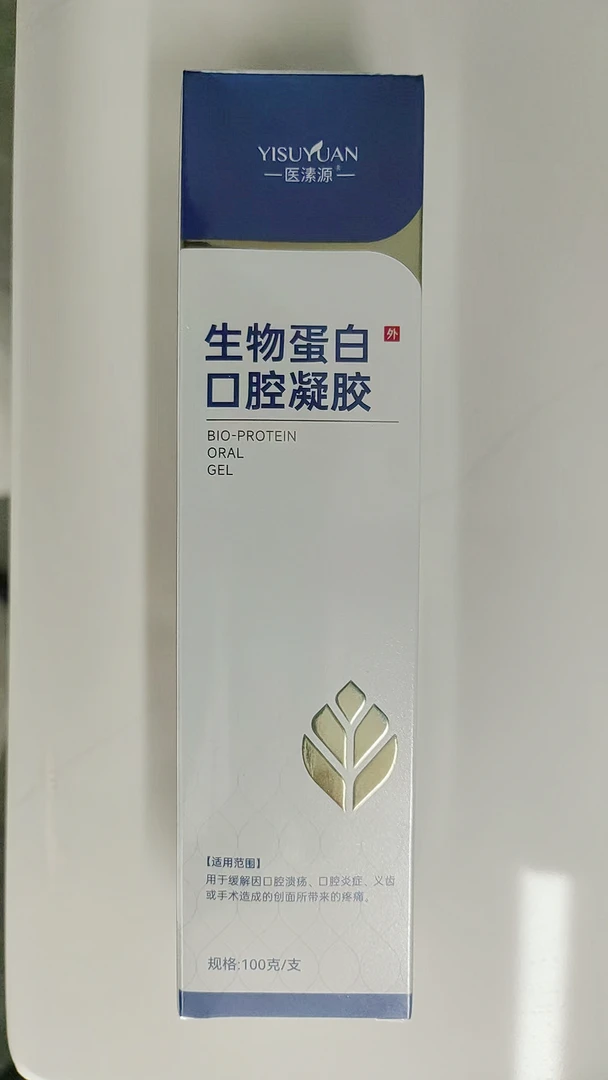 YISUYUAN
医溸源®
生物蛋白 外
口腔凝胶
BIO-PROTEIN
ORAL
GEL
【适用范围】
用于缓解因口腔溃疡、口腔炎症、义齿
或手术造成的创面所带来的疼痛。
规格:100克/支